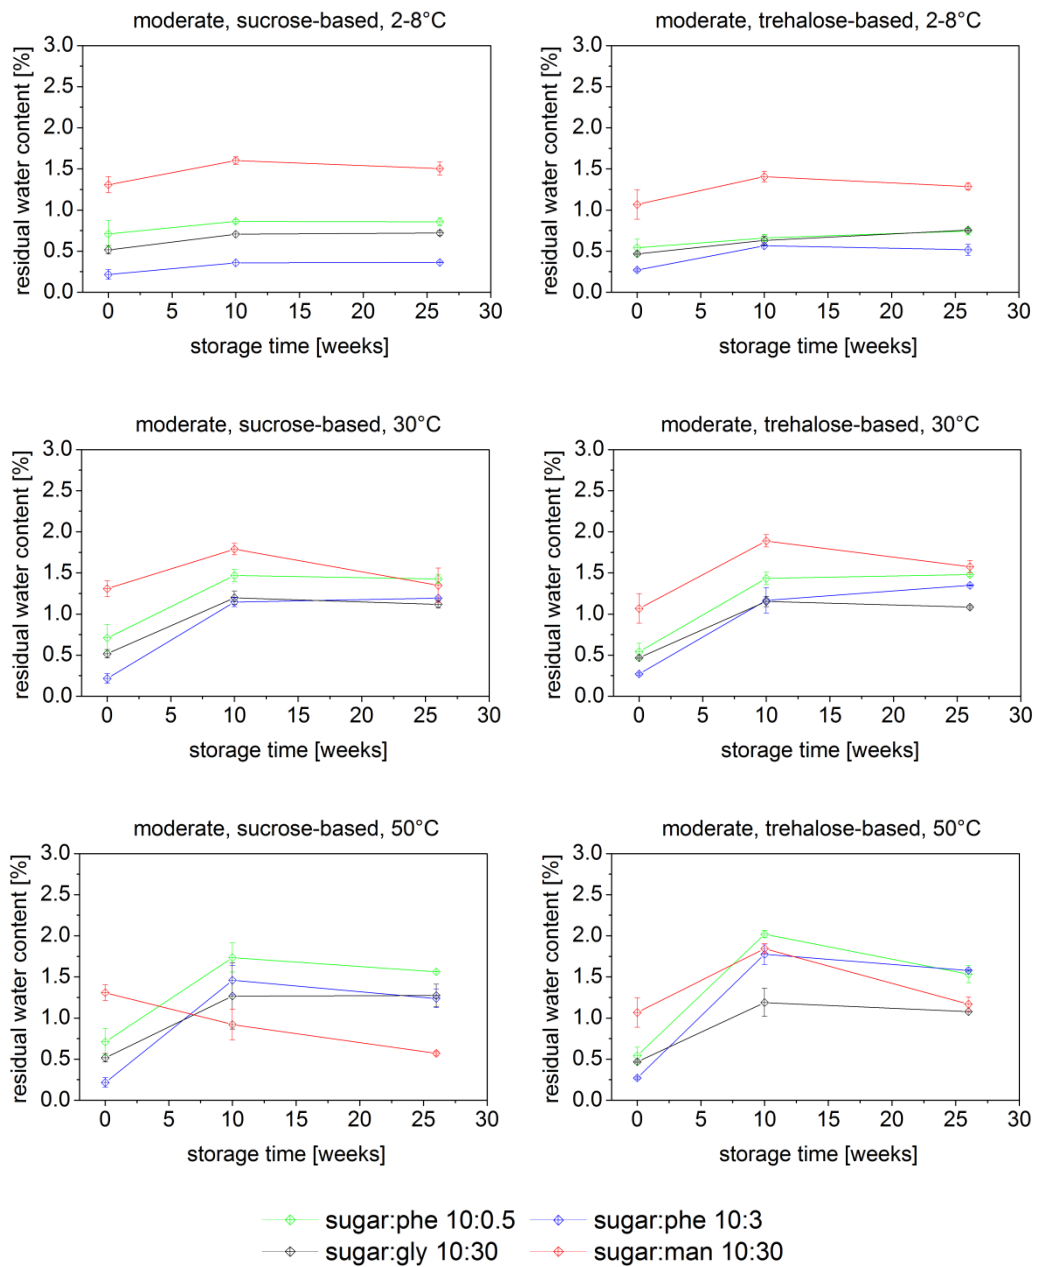 moderate, sucrose-based, 2-8°C
residual water content [%]
3.0
2.5
2.0
1.5
1.0
0.5
0.0
0 5 10 15 20 25 30
storage time [weeks]
moderate, trehalose-based, 2-8°C
residual water content [%]
3.0
2.5
2.0
1.5
1.0
0.5
0.0
0 5 10 15 20 25 30
storage time [weeks]
moderate, sucrose-based, 30°C
residual water content [%]
3.0
2.5
2.0
1.5
1.0
0.5
0.0
0 5 10 15 20 25 30
storage time [weeks]
moderate, trehalose-based, 30°C
residual water content [%]
3.0
2.5
2.0
1.5
1.0
0.5
0.0
0 5 10 15 20 25 30
storage time [weeks]
moderate, sucrose-based, 50°C
residual water content [%]
3.0
2.5
2.0
1.5
1.0
0.5
0.0
0 5 10 15 20 25 30
storage time [weeks]
moderate, trehalose-based, 50°C
residual water content [%]
3.0
2.5
2.0
1.5
1.0
0.5
0.0
0 5 10 15 20 25 30
storage time [weeks]
sugar:phe 10:0.5 sugar:phe 10:3
sugar:gly 10:30 sugar:man 10:30